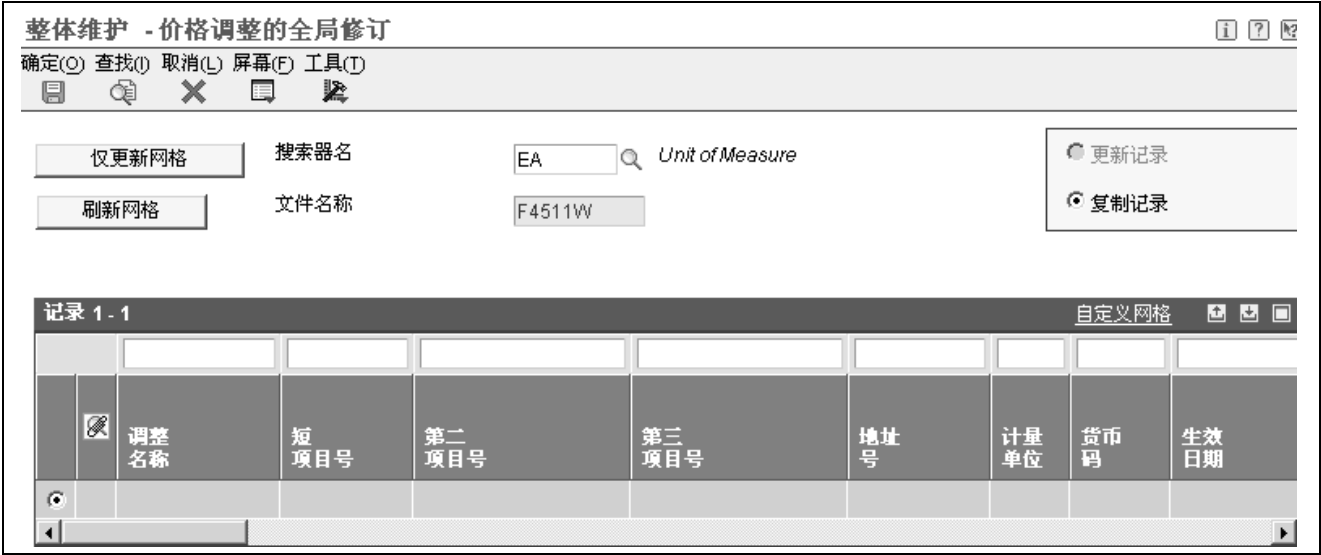 整体维护 - 价格调整的全局修订
确定(O) 查找(I) 取消(L) 屏幕(F) 工具(T)
仅更新网格 搜索器名 EA Unit of Measure 更新记录
刷新网格 文件名称 F4511W 复制记录
记录 1 - 1 自定义网格
调整 短 第二 第三 地址 计量 货币 生效
名称 项目号 项目号 项目号 号 单位 码 日期